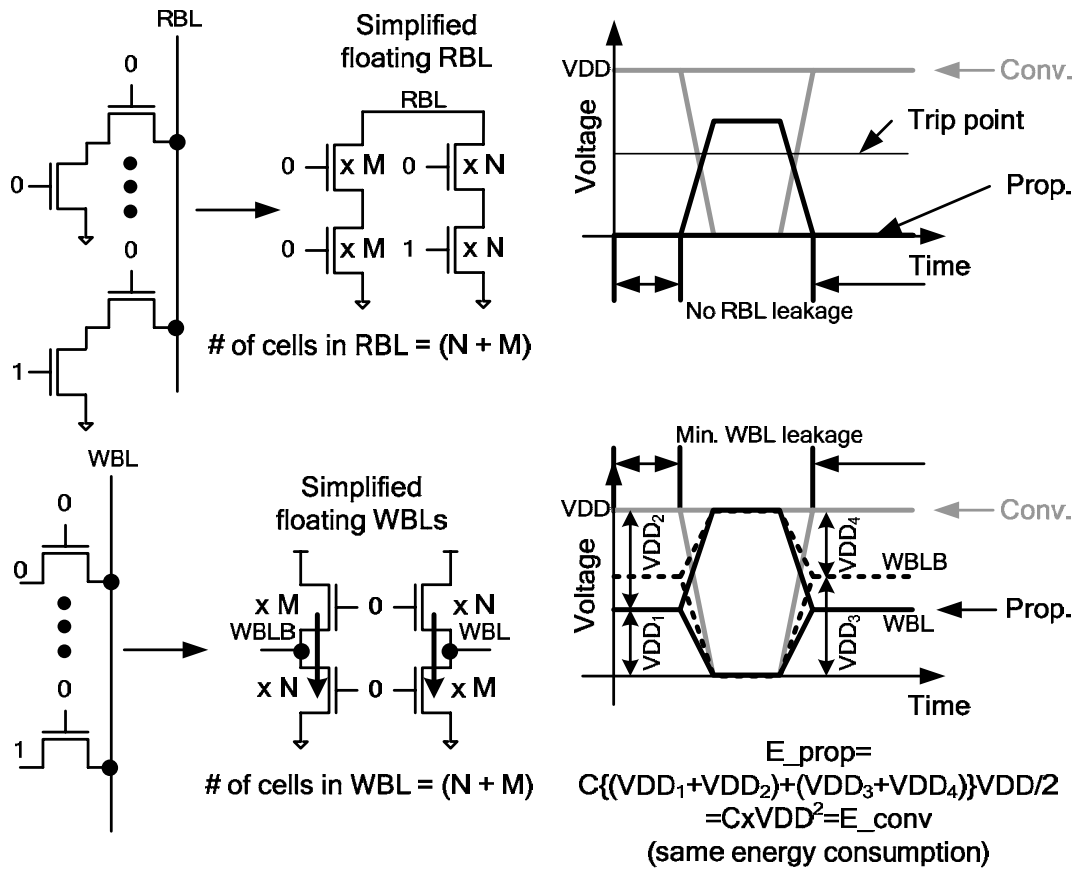 RBL
0
0
0
1
Simplified
floating RBL
RBL
0
x M
0
x N
0
x M
1
x N
# of cells in RBL = (N + M)
VDD
Voltage
Conv.
Trip point
Prop.
Time
No RBL leakage
WBL
0
0
0
1
Simplified
floating WBLs
x M
0
x N
WBLB
WBL
x N
0
x M
# of cells in WBL = (N + M)
Min. WBL leakage
VDD
Voltage
VDD₂
VDD₁
VDD₄
VDD₃
Conv.
WBLB
Prop.
WBL
Time
E_prop=
C{(VDD₁+VDD₂)+(VDD₃+VDD₄)}VDD/2
=CxVDD²=E_conv
(same energy consumption)